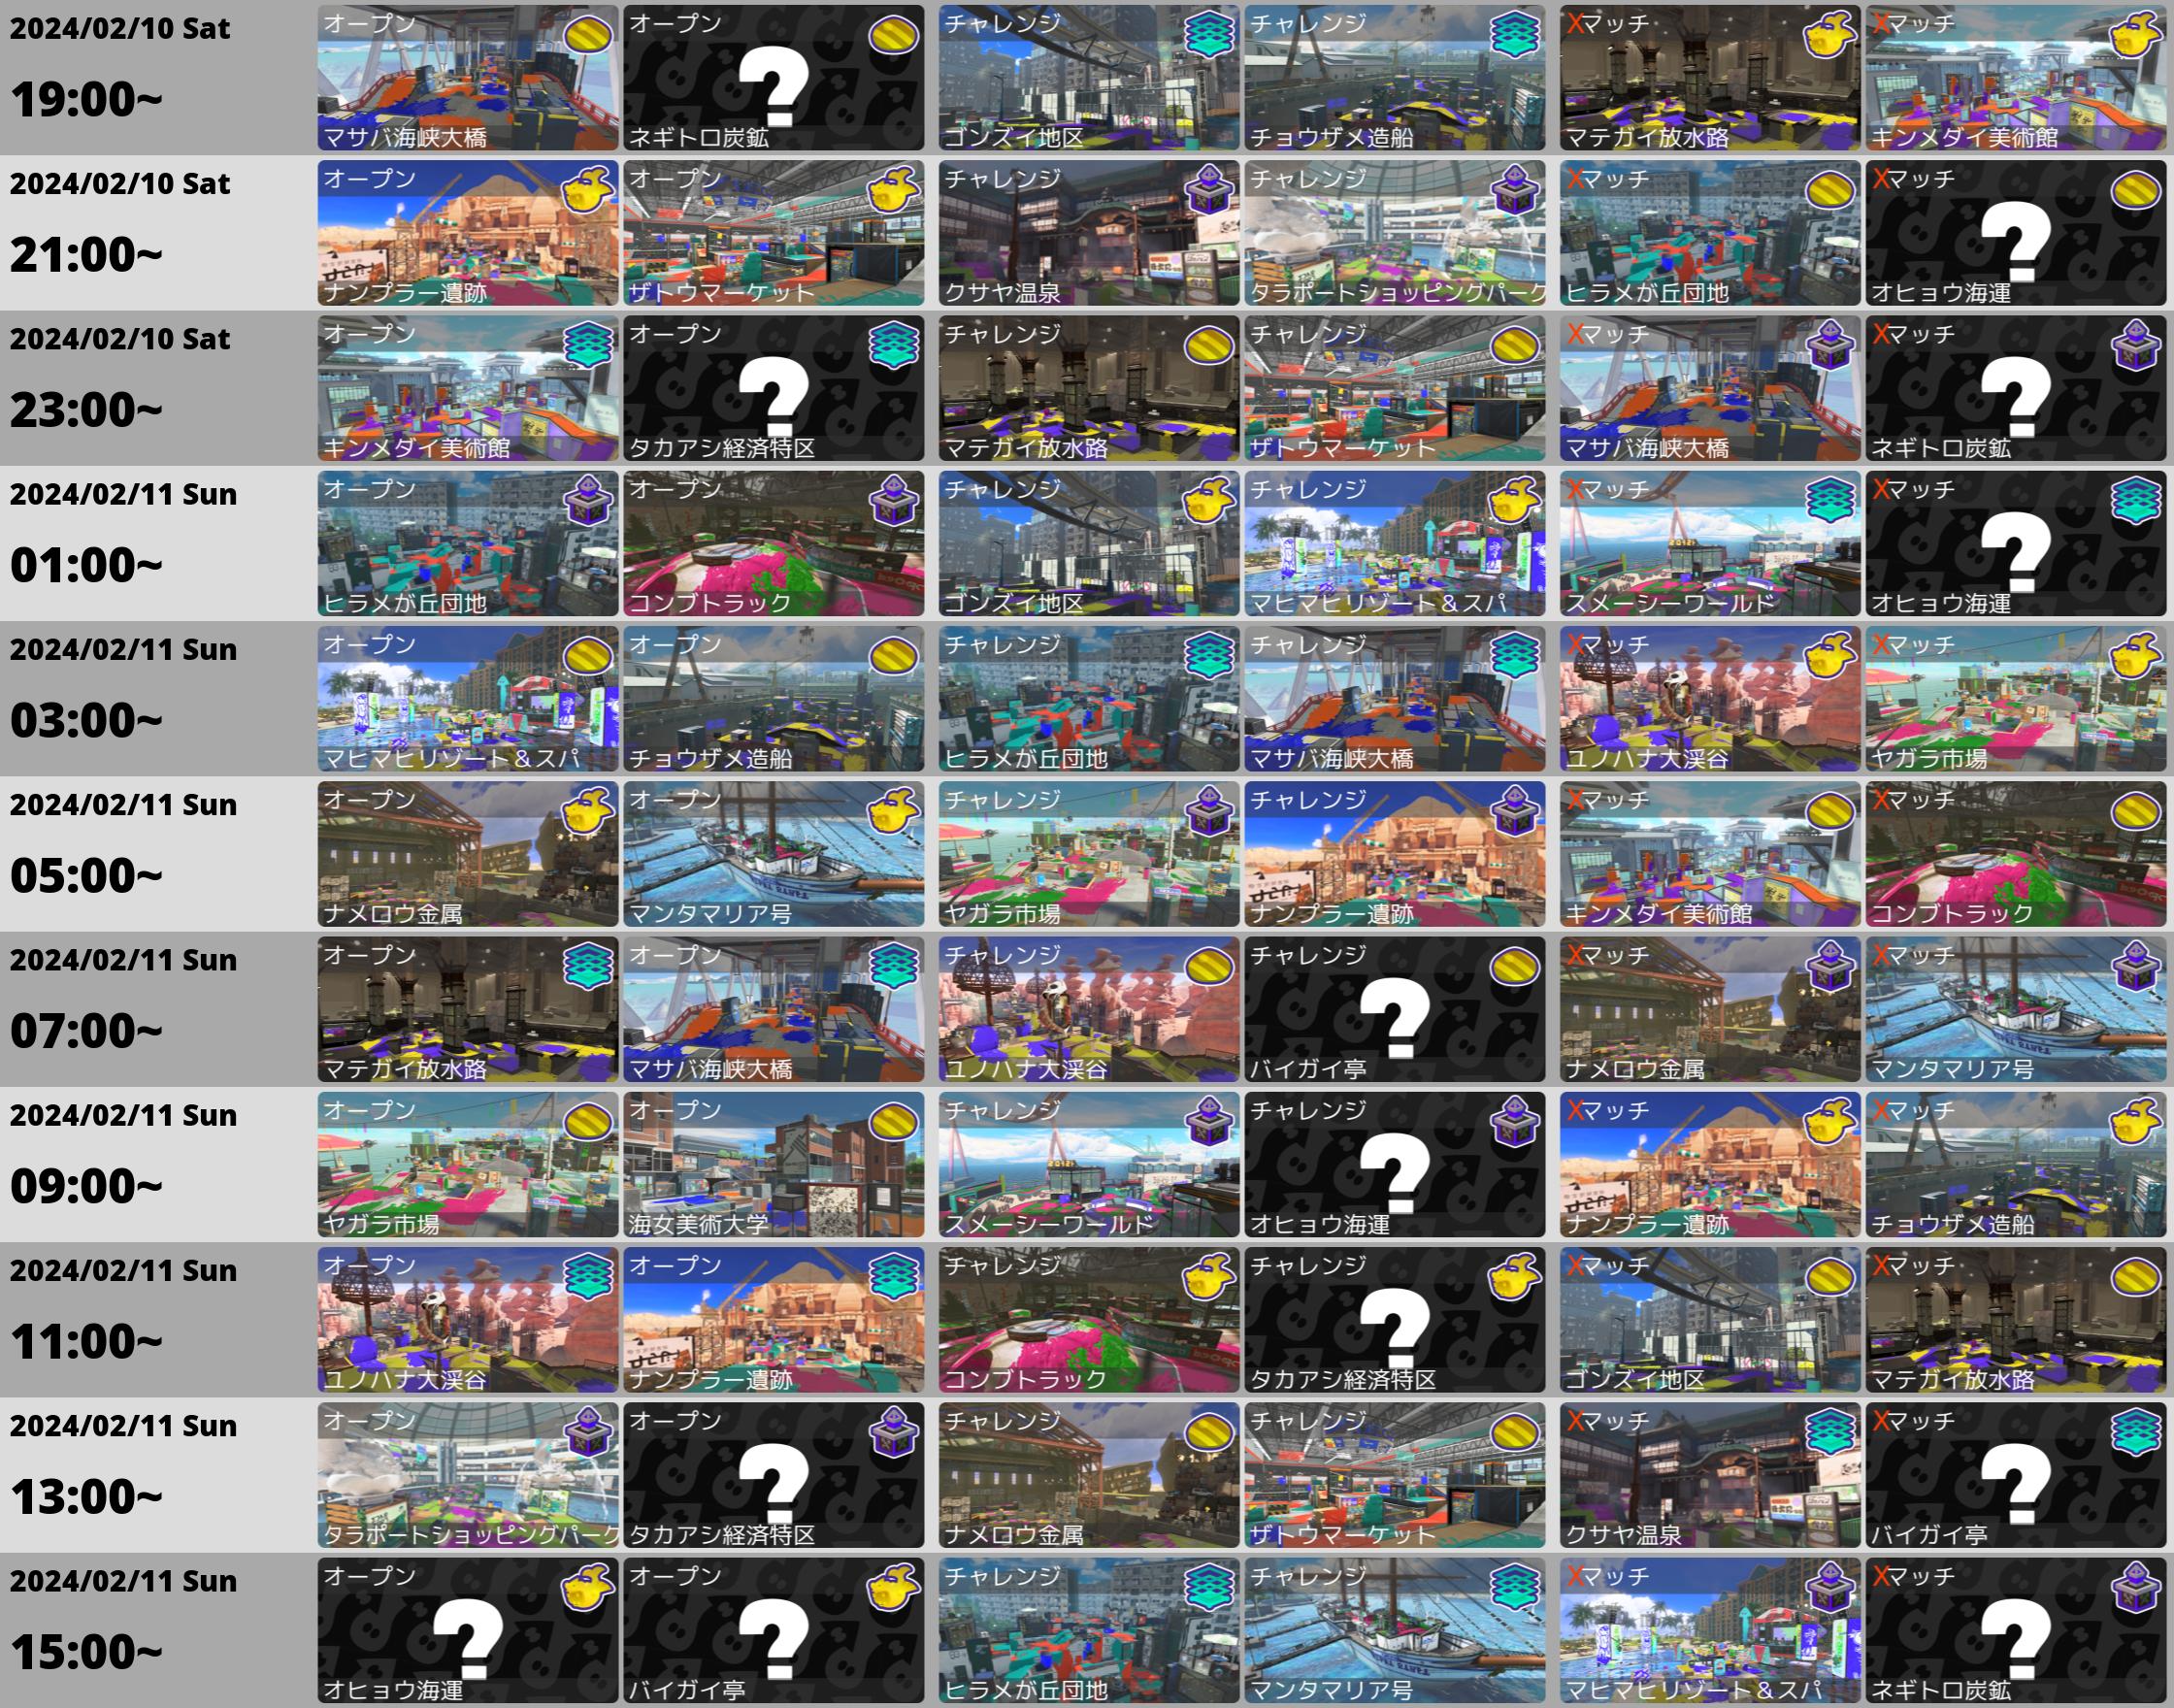 2024/02/10 Sat
19:00~
オープン オープン チャレンジ チャレンジ Xマッチ Xマッチ
マサバ海峡大橋 ネギトロ炭鉱 ゴンズイ地区 チョウザメ造船 マテガイ放水路 キンメダイ美術館
2024/02/10 Sat
21:00~
オープン オープン チャレンジ チャレンジ Xマッチ Xマッチ
ナンプラー遺跡 ザトウマーケット クサヤ温泉 タラポートショッピングパーク ヒラメが丘団地 オヒョウ海運
2024/02/10 Sat
23:00~
オープン オープン チャレンジ チャレンジ Xマッチ Xマッチ
キンメダイ美術館 タカアシ経済特区 マテガイ放水路 ザトウマーケット マサバ海峡大橋 ネギトロ炭鉱
2024/02/11 Sun
01:00~
オープン オープン チャレンジ チャレンジ Xマッチ Xマッチ
ヒラメが丘団地 コンブトラック ゴンズイ地区 マヒマヒリゾート&スパ スメーシーワールド オヒョウ海運
2024/02/11 Sun
03:00~
オープン オープン チャレンジ チャレンジ Xマッチ Xマッチ
マヒマヒリゾート&スパ チョウザメ造船 ヒラメが丘団地 マサバ海峡大橋 ユノハナ大渓谷 ヤガラ市場
2024/02/11 Sun
05:00~
オープン オープン チャレンジ チャレンジ Xマッチ Xマッチ
ナメロウ金属 マンタマリア号 ヤガラ市場 ナンプラー遺跡 キンメダイ美術館 コンブトラック
2024/02/11 Sun
07:00~
オープン オープン チャレンジ チャレンジ Xマッチ Xマッチ
マテガイ放水路 マサバ海峡大橋 ユノハナ大渓谷 バイガイ亭 ナメロウ金属 マンタマリア号
2024/02/11 Sun
09:00~
オープン オープン チャレンジ チャレンジ Xマッチ Xマッチ
ヤガラ市場 海女美術大学 スメーシーワールド オヒョウ海運 ナンプラー遺跡 チョウザメ造船
2024/02/11 Sun
11:00~
オープン オープン チャレンジ チャレンジ Xマッチ Xマッチ
ユノハナ大渓谷 ナンプラー遺跡 コンブトラック タカアシ経済特区 ゴンズイ地区 マテガイ放水路
2024/02/11 Sun
13:00~
オープン オープン チャレンジ チャレンジ Xマッチ Xマッチ
タラポートショッピングパーク タカアシ経済特区 ナメロウ金属 ザトウマーケット クサヤ温泉 バイガイ亭
2024/02/11 Sun
15:00~
オープン オープン チャレンジ チャレンジ Xマッチ Xマッチ
オヒョウ海運 バイガイ亭 ヒラメが丘団地 マンタマリア号 マヒマヒリゾート&スパ ネギトロ炭鉱